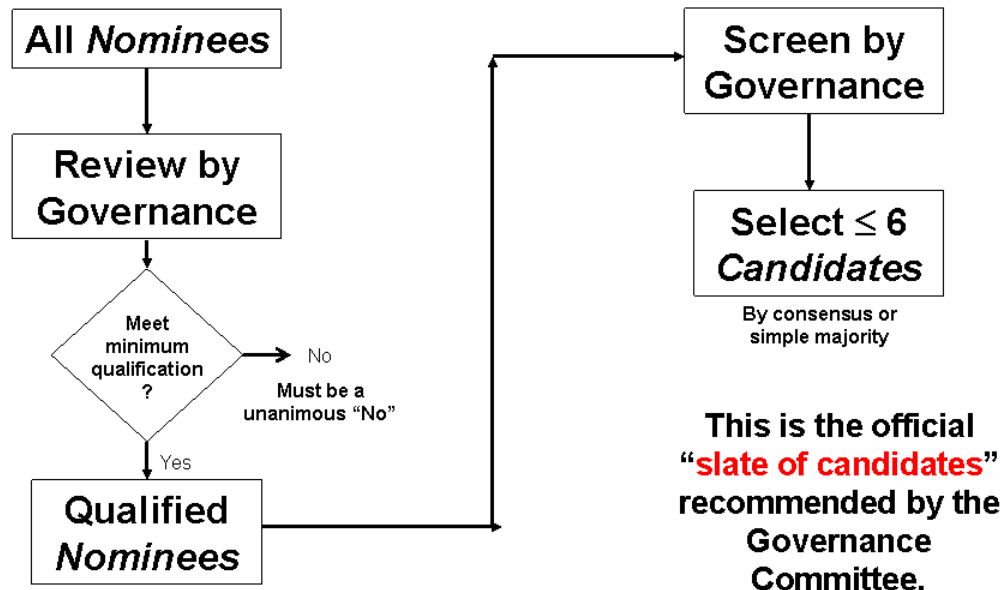 All Nominees
Review by
Governance
Meet
minimum
qualification
?
No
Must be a
unanimous “No”
Yes
Qualified
Nominees
Screen by
Governance
Select ≤ 6
Candidates
By consensus or
simple majority
This is the official
“slate of candidates”
recommended by the
Governance
Committee.